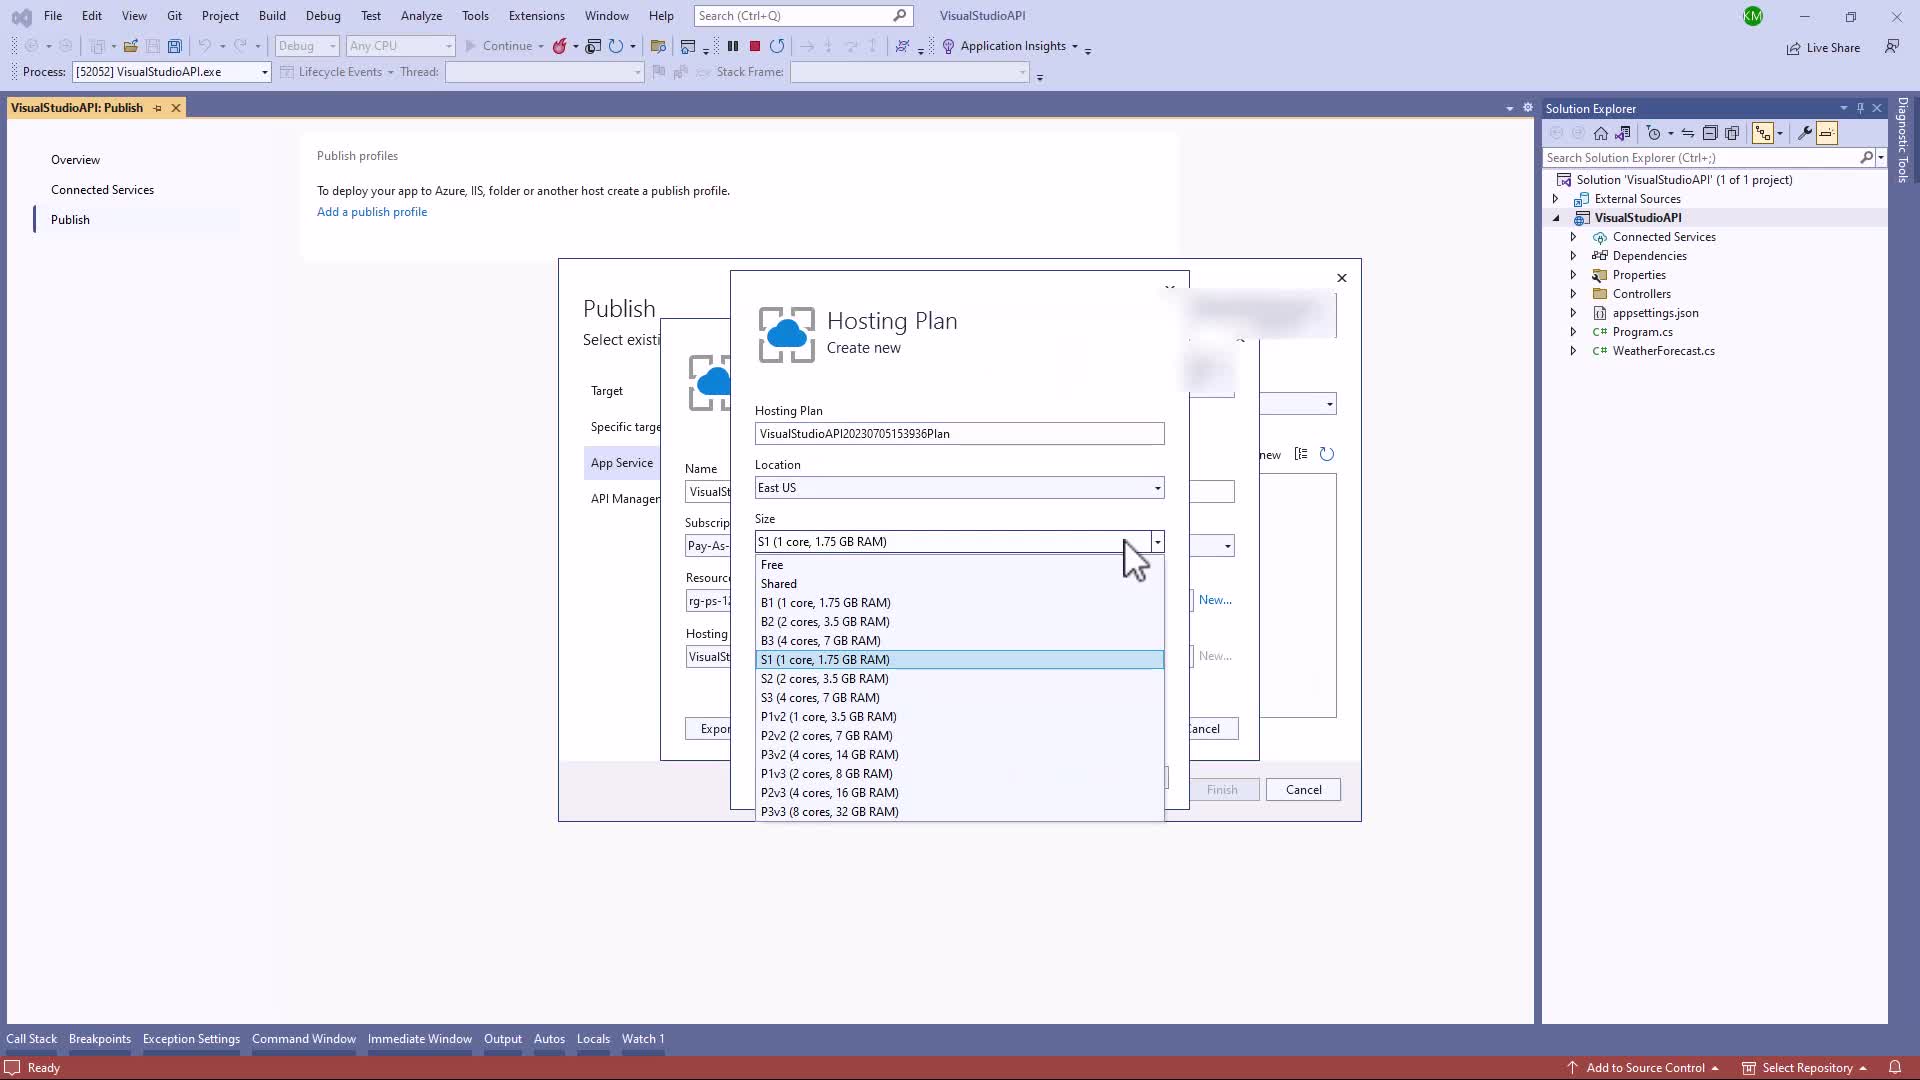 File Edit View Git Project Build Debug Test Analyze Tools Extensions Window Help Search (Ctrl+Q) VisualStudioAPI KM
Debug Any CPU Continue Application Insights Live Share
Process: [52052] VisualStudioAPI.exe Lifecycle Events Thread: Stack Frame:
VisualStudioAPI: Publish
Overview
Connected Services
Publish
Publish profiles
To deploy your app to Azure, IIS, folder or another host create a publish profile.
Add a publish profile
Publish
Select existi
Target
Specific targe
App Service
API Manager
Name
VisualSt
Subscrip
Pay-As-
Resourc
rg-ps-12
New...
Hosting
VisualSt
New...
Expor
ancel
new
Finish
Cancel
Hosting Plan
Create new
Hosting Plan
VisualStudioAPI20230705153936Plan
Location
East US
Size
S1 (1 core, 1.75 GB RAM)
Free
Shared
B1 (1 core, 1.75 GB RAM)
B2 (2 cores, 3.5 GB RAM)
B3 (4 cores, 7 GB RAM)
S1 (1 core, 1.75 GB RAM)
S2 (2 cores, 3.5 GB RAM)
S3 (4 cores, 7 GB RAM)
P1v2 (1 core, 3.5 GB RAM)
P2v2 (2 cores, 7 GB RAM)
P3v2 (4 cores, 14 GB RAM)
P1v3 (2 cores, 8 GB RAM)
P2v3 (4 cores, 16 GB RAM)
P3v3 (8 cores, 32 GB RAM)
Solution Explorer
Search Solution Explorer (Ctrl+;)
Solution 'VisualStudioAPI' (1 of 1 project)
External Sources
VisualStudioAPI
Connected Services
Dependencies
Properties
Controllers
appsettings.json
C# Program.cs
C# WeatherForecast.cs
Diagnostic Tools
Call Stack Breakpoints Exception Settings Command Window Immediate Window Output Autos Locals Watch 1
Ready Add to Source Control Select Repository